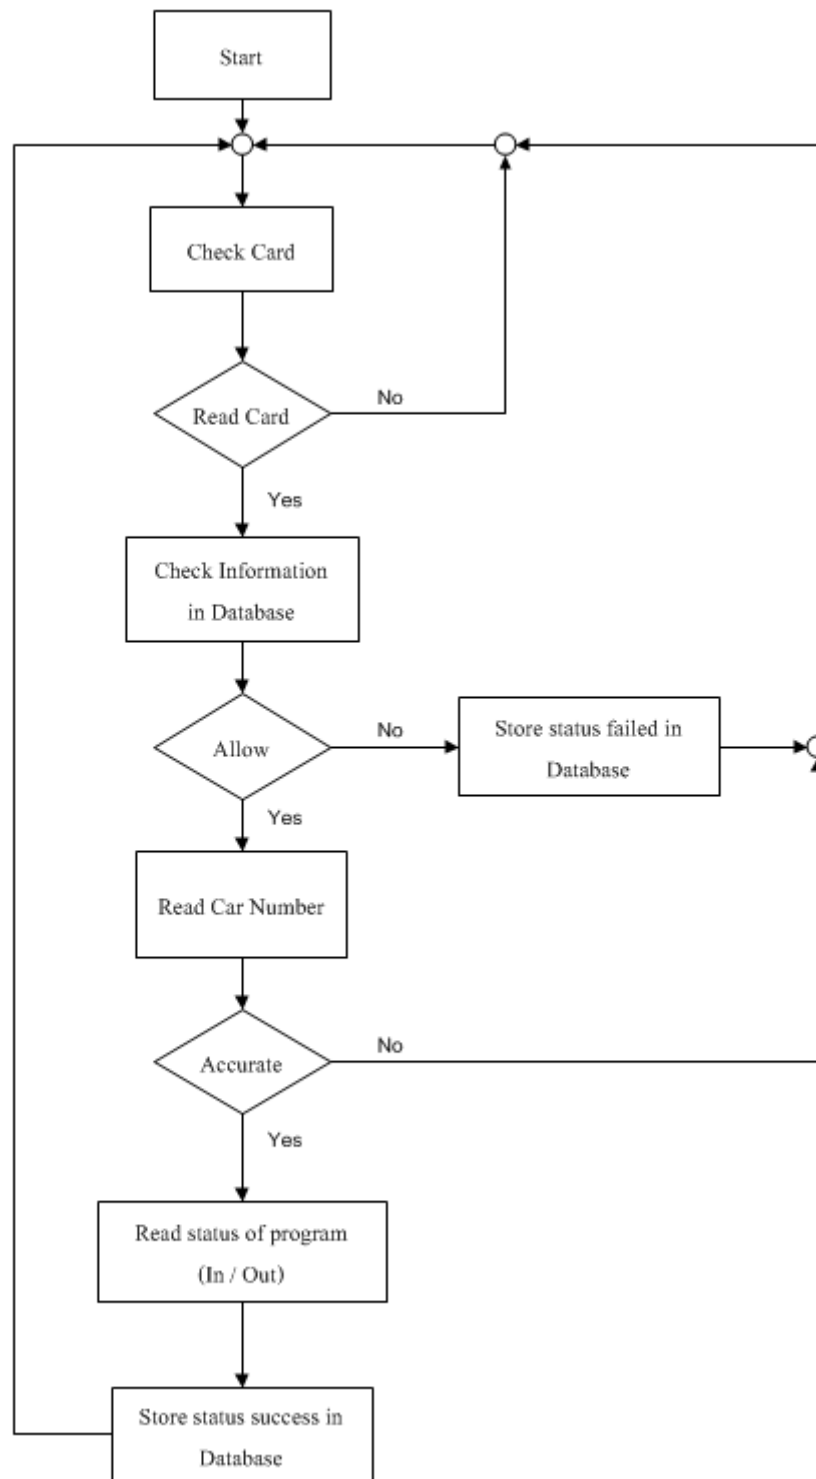 Start
Check Card
Read Card
No
Yes
Check Information
in Database
Allow
No
Store status failed in
Database
Yes
Read Car Number
Accurate
No
Yes
Read status of program
(In / Out)
Store status success in
Database